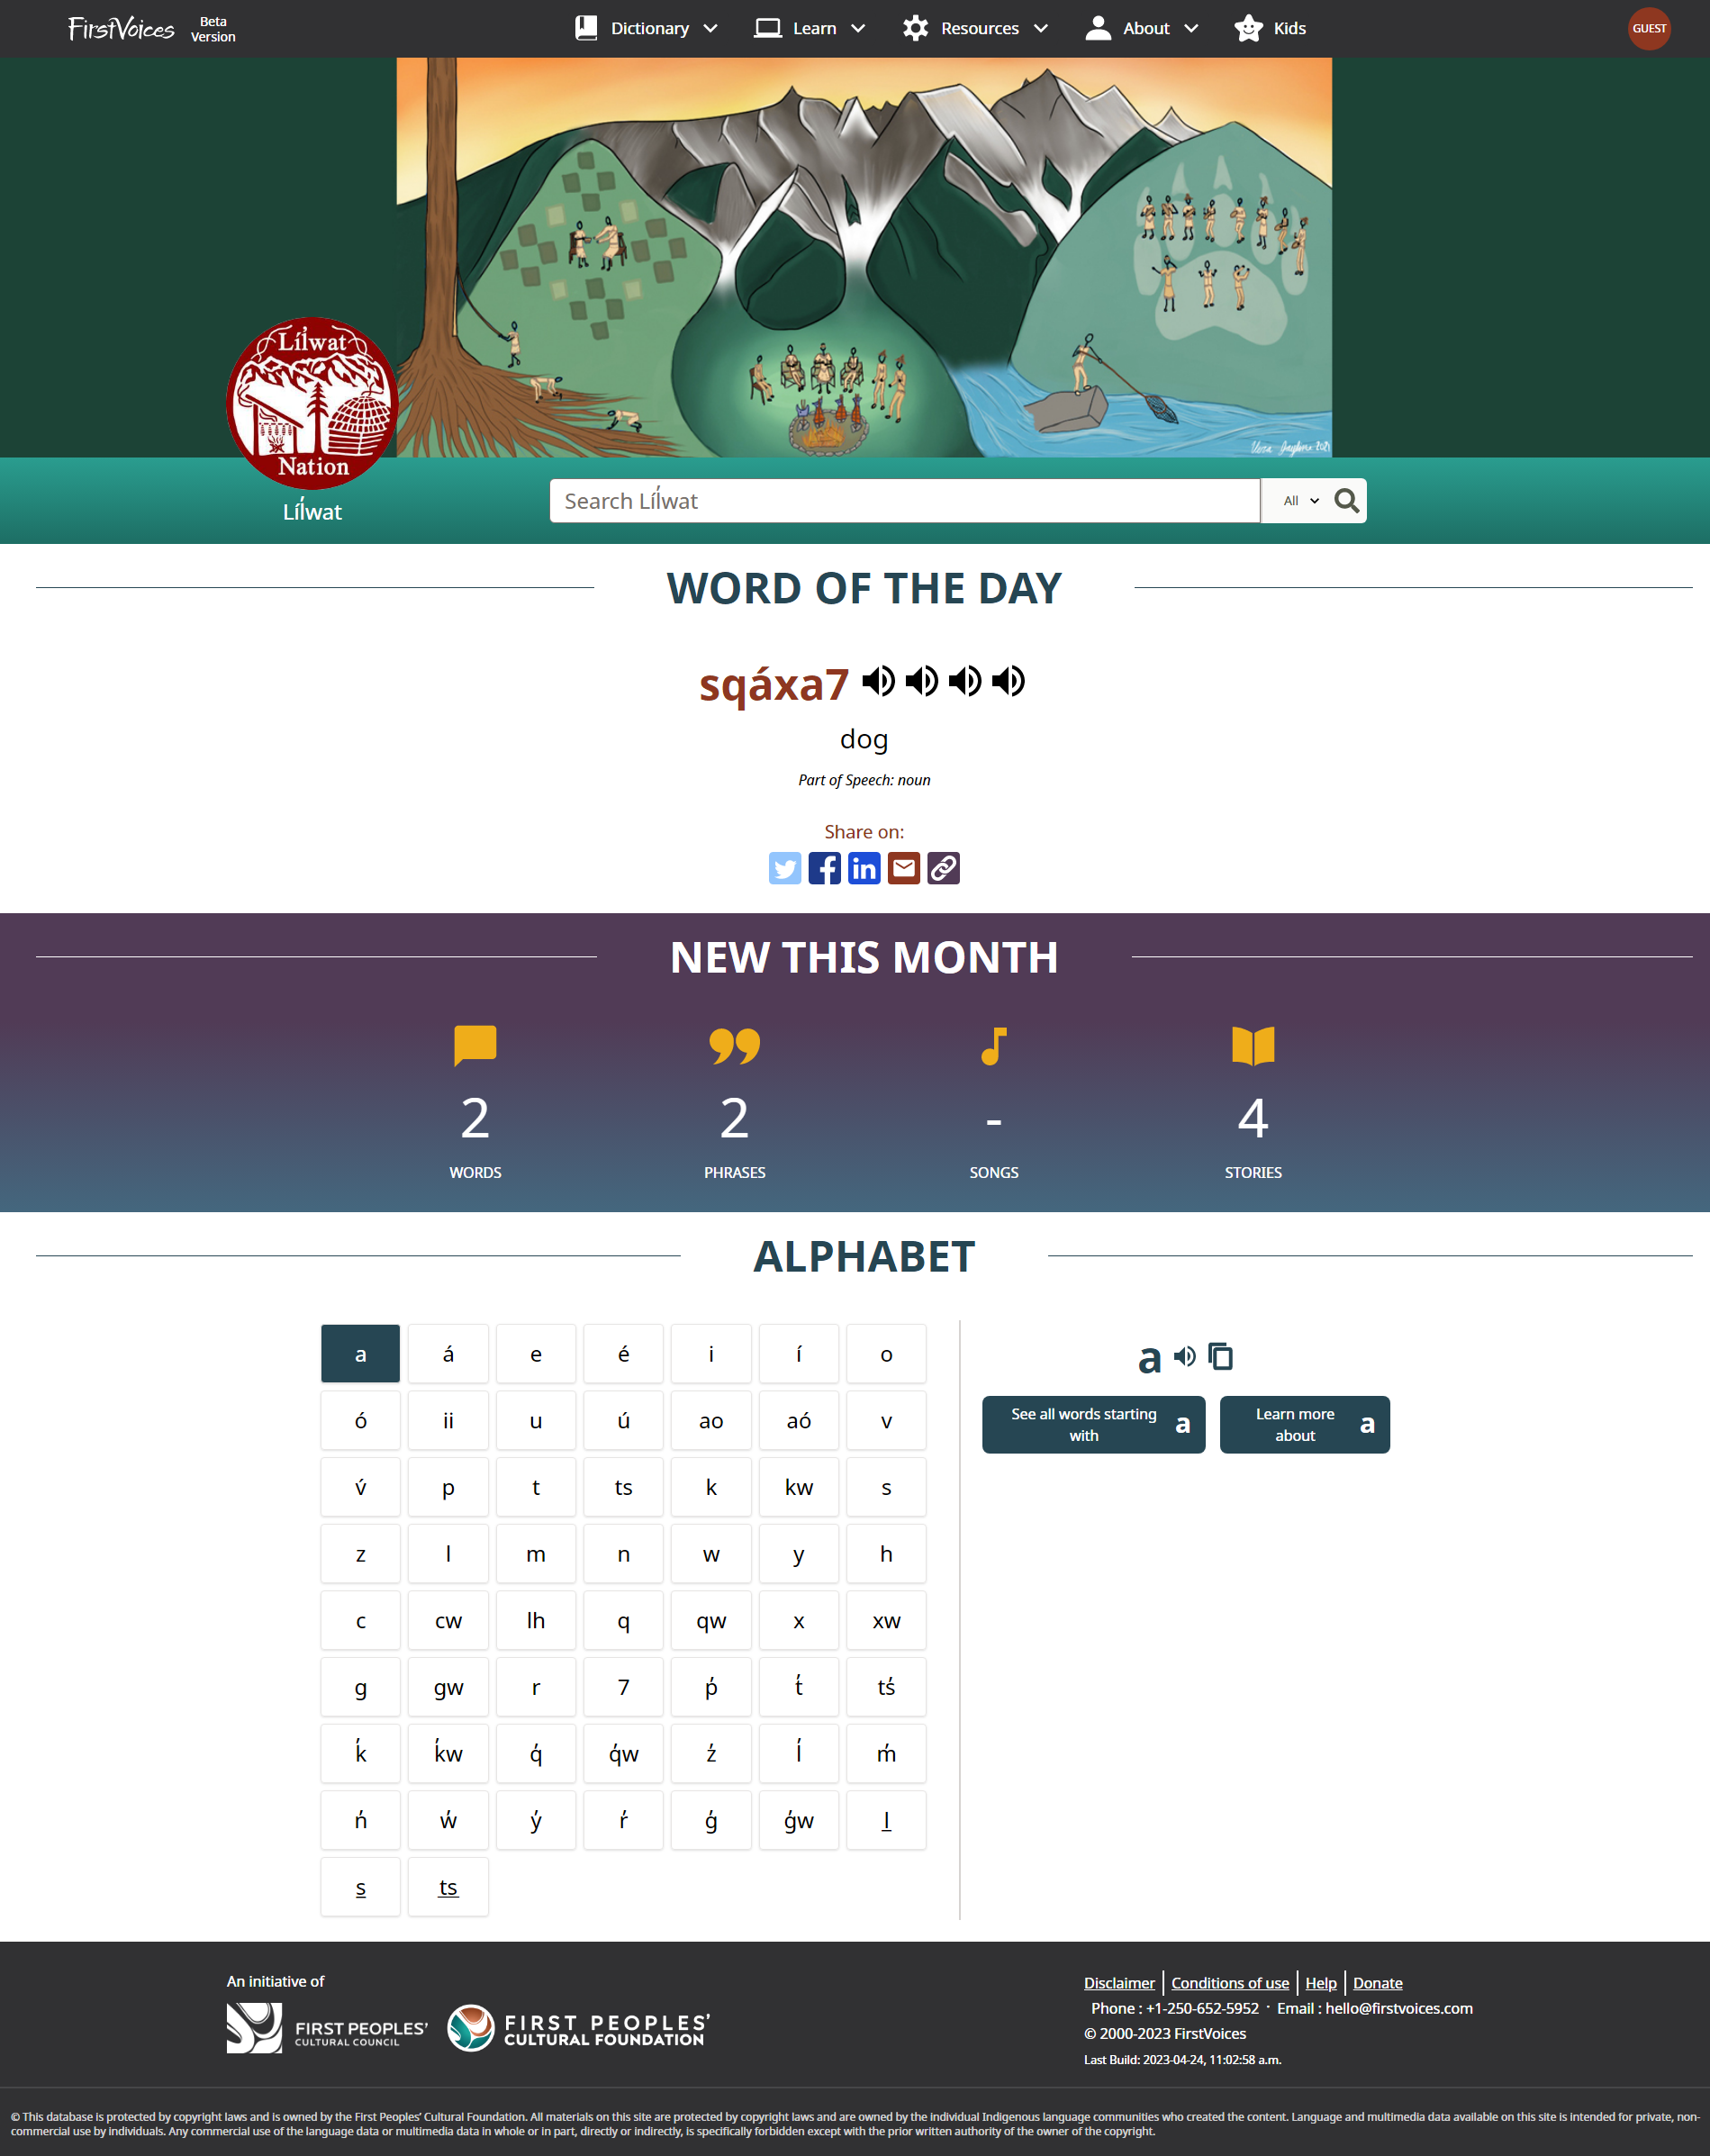 FirstVoices
Beta
Version
Dictionary
Learn
Resources
About
Kids
GUEST
Líl̓wat
Nation
Líl̓wat
Search Líl̓wat
All
WORD OF THE DAY
sqáxa7
dog
Part of Speech: noun
Share on:
NEW THIS MONTH
2 2 - 4
WORDS PHRASES SONGS STORIES
ALPHABET
a á e é i í o
ó ii u ú ao aó v
v̓ p t ts k kw s
z l m n w y h
c cw lh q qw x xw
g gw r 7 p̓ t̓ ts̓
k̓ k̓w q̓ q̓w z̓ l̓ m̓
n̓ w̓ y̓ r̓ g̓ g̓w l̲
s̲ t̲s̲
a
See all words starting
with a
Learn more
about a
An initiative of
FIRST PEOPLES’
CULTURAL COUNCIL
FIRST PEOPLES’
CULTURAL FOUNDATION
Disclaimer Conditions of use Help Donate
Phone : +1-250-652-5952 · Email : hello@firstvoices.com
© 2000-2023 FirstVoices
Last Build: 2023-04-24, 11:02:58 a.m.
© This database is protected by copyright laws and is owned by the First Peoples’ Cultural Foundation. All materials on this site are protected by copyright laws and are owned by the individual Indigenous language communities who created the content. Language and multimedia data available on this site is intended for private, non-
commercial use by individuals. Any commercial use of the language data or multimedia data in whole or in part, directly or indirectly, is specifically forbidden except with the prior written authority of the owner of the copyright.